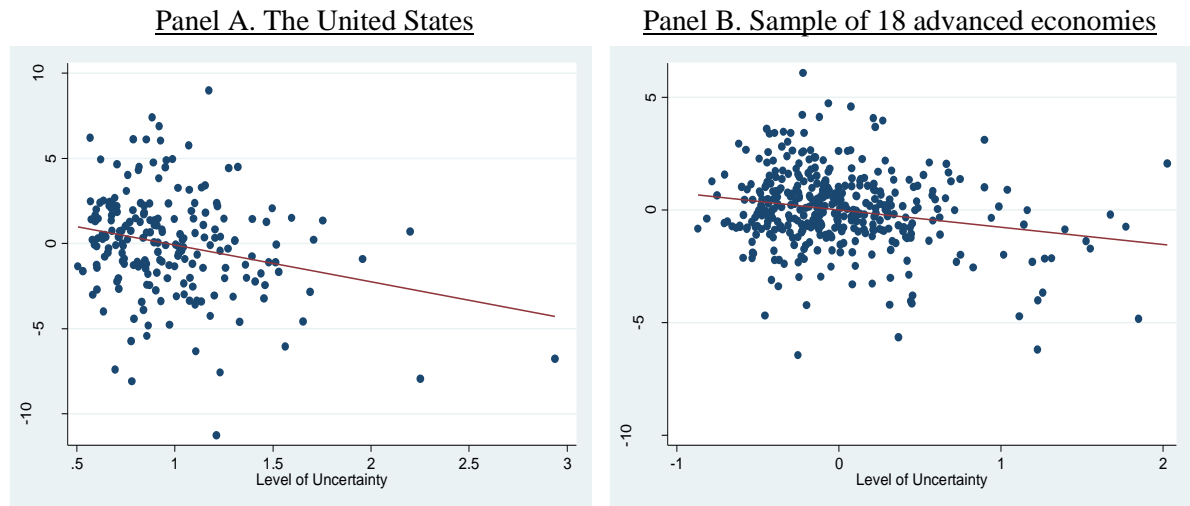 Panel A. The United States
Panel B. Sample of 18 advanced economies
10
5
0
-5
-10
.5 1 1.5 2 2.5 3
Level of Uncertainty
5
0
-5
-10
-1 0 1 2
Level of Uncertainty